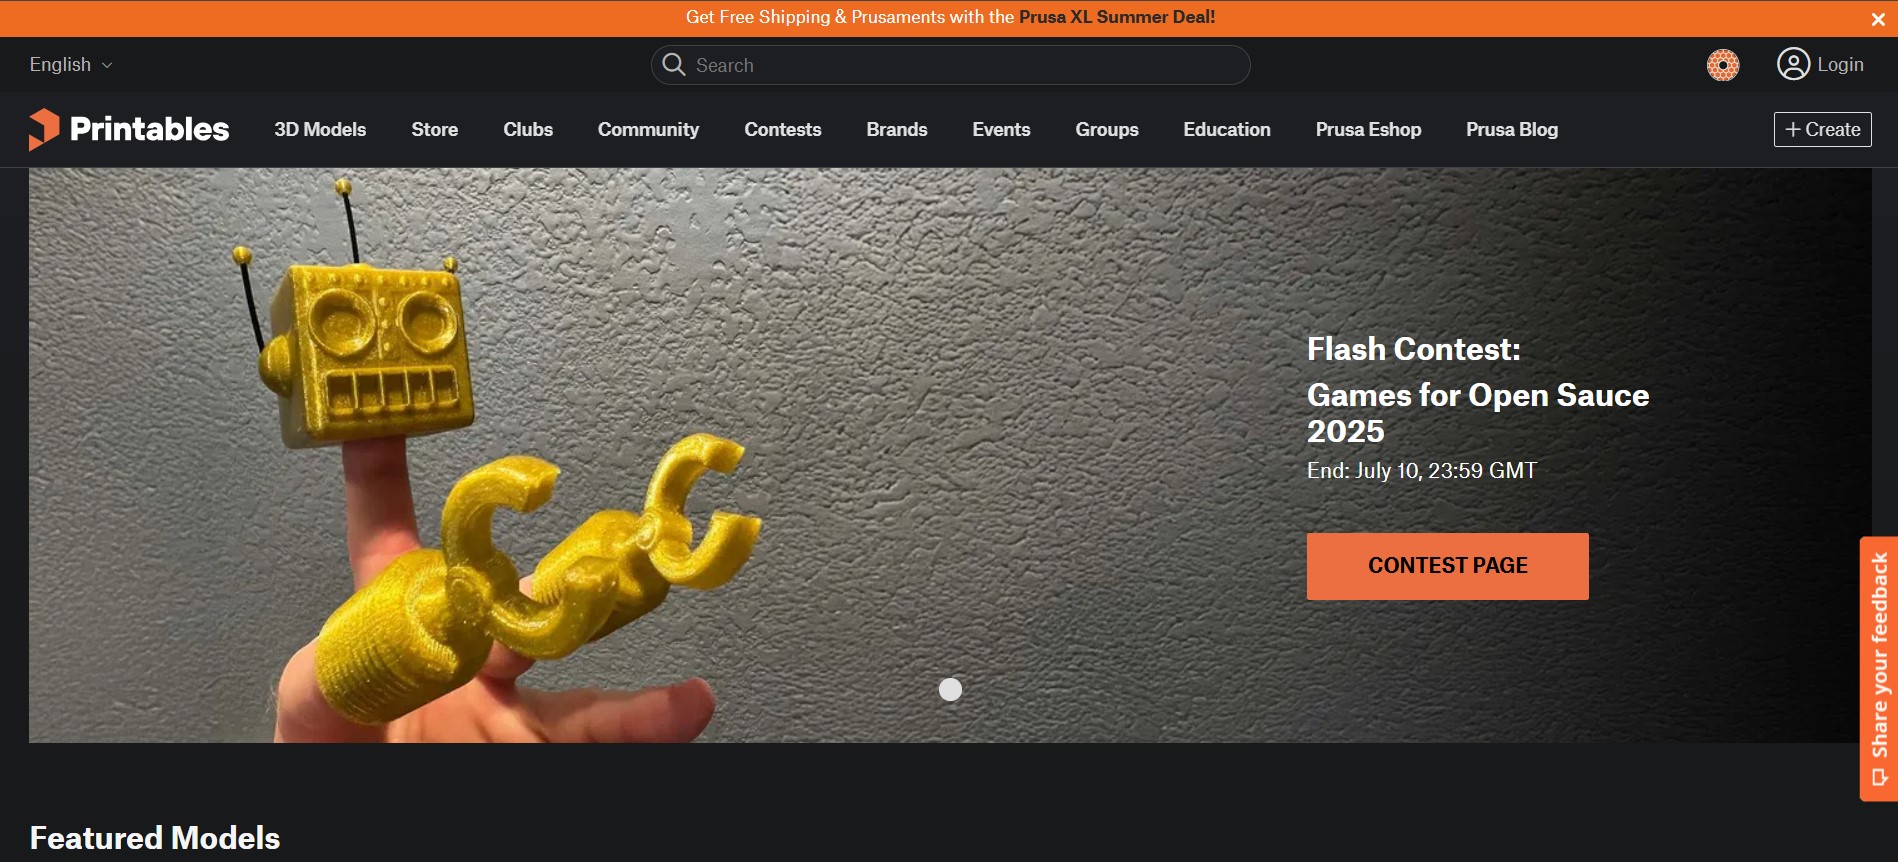 Get Free Shipping & Prusaments with the Prusa XL Summer Deal!
English
Search
Login
Printables
3D Models
Store
Clubs
Community
Contests
Brands
Events
Groups
Education
Prusa Eshop
Prusa Blog
+ Create
Flash Contest:
Games for Open Sauce
2025
End: July 10, 23:59 GMT
CONTEST PAGE
Share your feedback
Featured Models